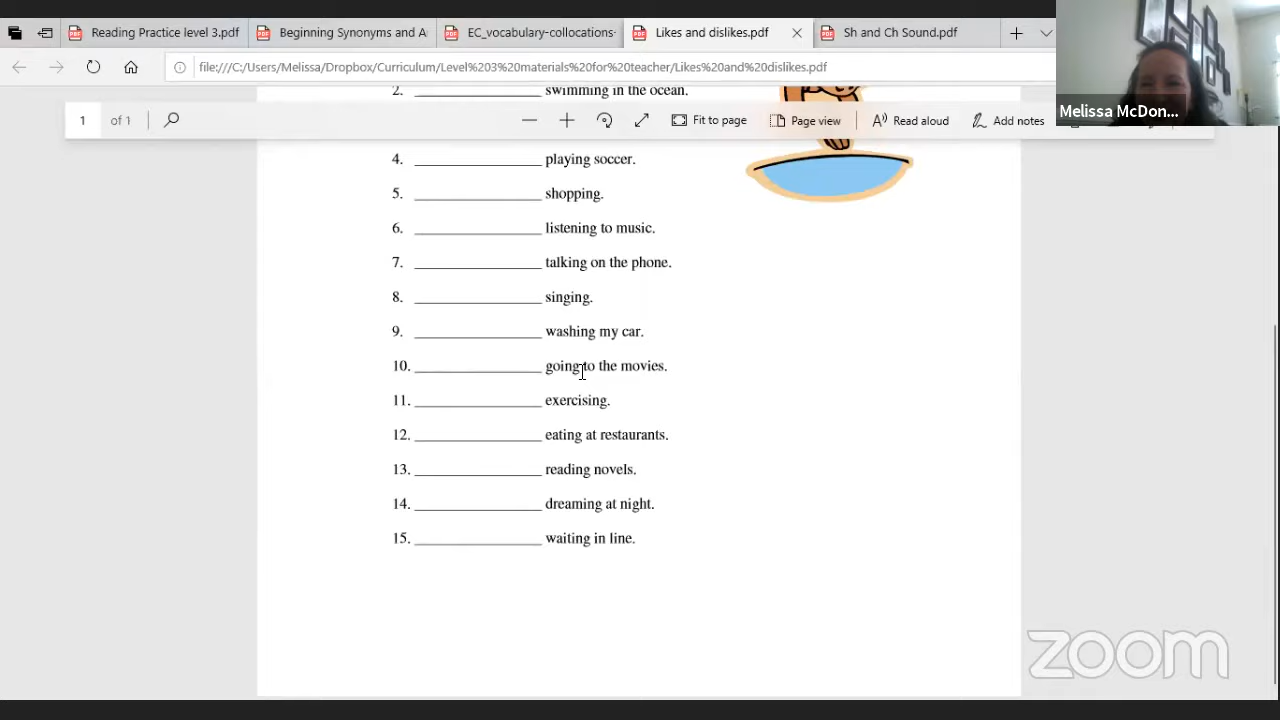 Reading Practice level 3.pdf
Beginning Synonyms and A
EC_vocabulary-collocations-
Likes and dislikes.pdf
Sh and Ch Sound.pdf
file:///C:/Users/Melissa/Dropbox/Curriculum/Level%203%20materials%20for%20teacher/Likes%20and%20dislikes.pdf
Melissa McDon...
2. ________________ swimming in the ocean.
1 of 1
Fit to page
Page view
Read aloud
Add notes
4. ________________ playing soccer.
5. ________________ shopping.
6. ________________ listening to music.
7. ________________ talking on the phone.
8. ________________ singing.
9. ________________ washing my car.
10. ________________ going to the movies.
11. ________________ exercising.
12. ________________ eating at restaurants.
13. ________________ reading novels.
14. ________________ dreaming at night.
15. ________________ waiting in line.
zoom